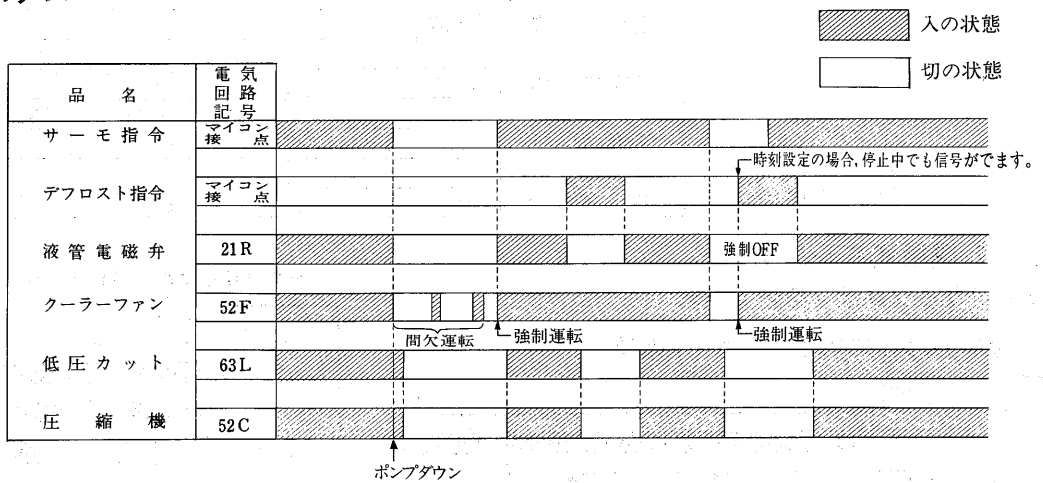 入の状態
切の状態
品 名
電気
回路
記号
サーモ指令
マイコン
接 点
時刻設定の場合,停止中でも信号がでます。
デフロスト指令
マイコン
接 点
液管電磁弁
21R
強制OFF
クーラーファン
52F
間欠運転
強制運転
強制運転
低圧カット
63L
圧縮機
52C
ポンプダウン